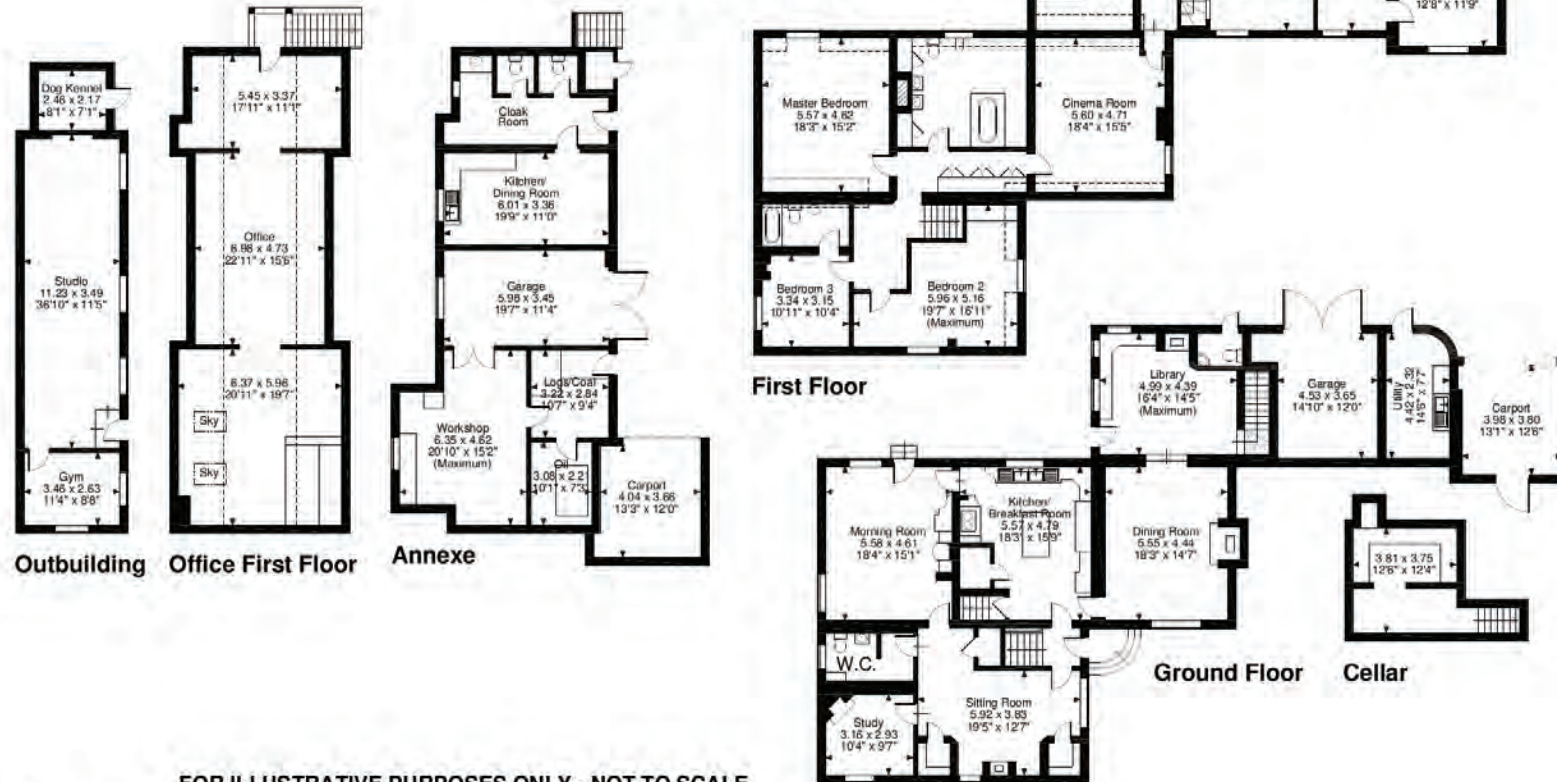 12'8" x 11'9"
Dog Kennel
2.46 x 2.17
8'1" x 7'1"
Studio
11.23 x 3.49
36'10" x 11'5"
Gym
3.46 x 2.63
11'4" x 8'8"
Outbuilding
5.45 x 3.37
17'11" x 11'1"
Office
6.98 x 4.73
22'11" x 15'6"
6.37 x 5.96
20'11" x 19'7"
Sky
Sky
Office First Floor
Cloak
Room
Kitchen/
Dining Room
6.01 x 3.36
19'9" x 11'0"
Garage
5.98 x 3.45
19'7" x 11'4"
Logs/Coal
3.22 x 2.84
10'7" x 9'4"
Workshop
6.35 x 4.62
20'10" x 15'2"
(Maximum)
Oil
3.08 x 2.21
10'1" x 7'3"
Carport
4.04 x 3.66
13'3" x 12'0"
Annexe
Master Bedroom
5.57 x 4.62
18'3" x 15'2"
Cinema Room
5.60 x 4.71
18'4" x 15'5"
Bedroom 3
3.34 x 3.15
10'11" x 10'4"
Bedroom 2
5.96 x 5.16
19'7" x 16'11"
(Maximum)
First Floor
Library
4.99 x 4.39
16'4" x 14'5"
(Maximum)
Garage
4.53 x 3.65
14'10" x 12'0"
Utility
4.42 x 2.32
14'6" x 7'7"
Carport
3.98 x 3.80
13'1" x 12'6"
Morning Room
5.58 x 4.61
18'4" x 15'1"
Kitchen/
Breakfast Room
5.57 x 4.79
18'3" x 15'9"
Dining Room
5.55 x 4.44
18'3" x 14'7"
W.C.
Sitting Room
5.92 x 3.83
19'5" x 12'7"
Study
3.16 x 2.93
10'4" x 9'7"
Ground Floor
3.81 x 3.75
12'6" x 12'4"
Cellar
FOR ILLUSTRATIVE PURPOSES ONLY - NOT TO SCALE